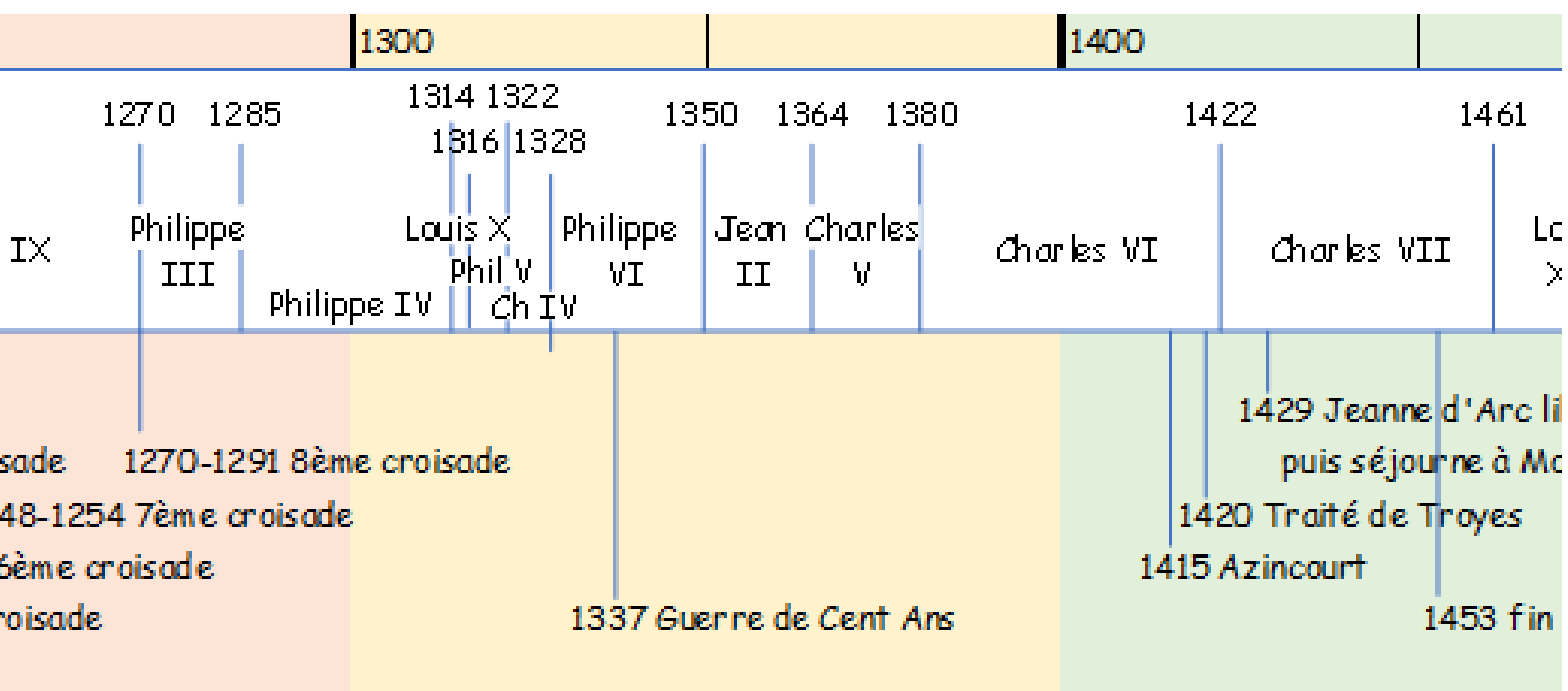 1300 1400
1314 1322
1270 1285 1350 1364 1380 1422 1461
1316 1328
Philippe Louis X Philippe Jean Charles
IX Charles VI Charles VII
III Phil V VI II V
Philippe IV Ch IV
1429 Jeanne d'Arc
1270-1291 8ème croisade puis séjourne à
48-1254 7ème croisade 1420 Traité de Troyes
6ème croisade 1415 Azincourt
1337 Guerre de Cent Ans 1453 fin